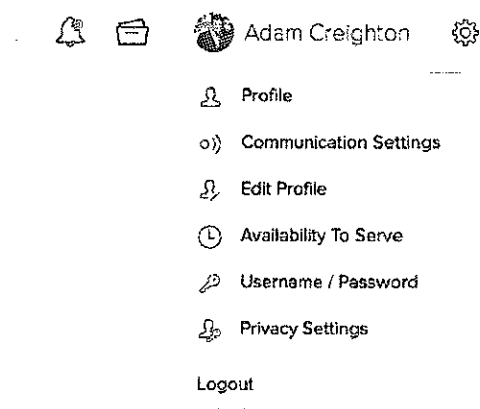 Adam Creighton
Profile
Communication Settings
Edit Profile
Availability To Serve
Username / Password
Privacy Settings
Logout